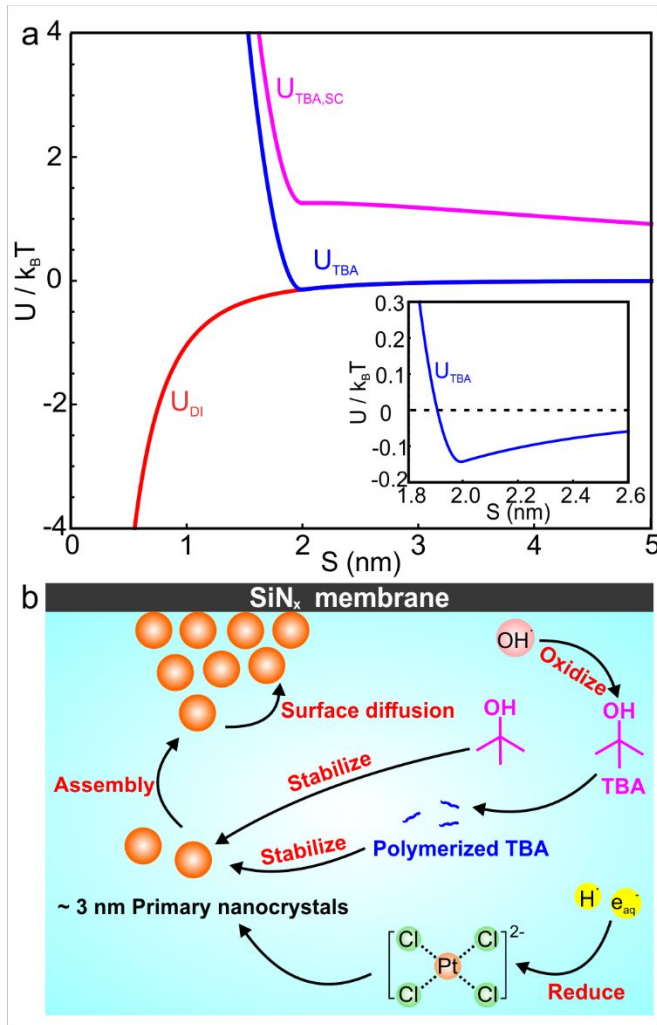 a
4
2
0
-2
-4
U / k_BT
U_TBA,SC
U_TBA
U_DI
0.3
0.2
0.1
0
-0.1
-0.2
U / k_BT
U_TBA
1.8 2.0 2.2 2.4 2.6
S (nm)
0 1 2 3 4 5
S (nm)
b
SiNₓ membrane
OH·
Oxidize
OH
OH
Surface diffusion
Stabilize
TBA
Assembly
Stabilize
Polymerized TBA
~ 3 nm Primary nanocrystals
H· e⁻aq
Cl Cl 2-
Pt
Cl Cl
Reduce